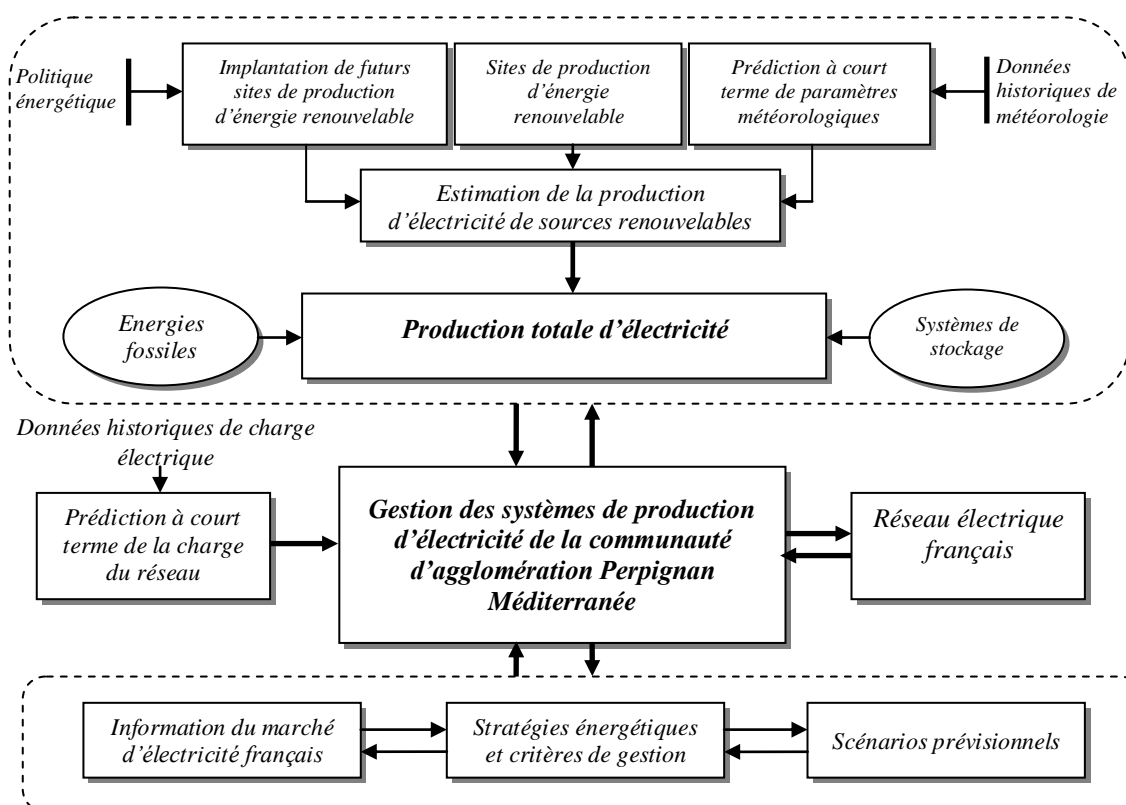 Politique
énergétique
Implantation de futurs
sites de production
d'énergie renouvelable
Sites de production
d'énergie
renouvelable
Prédiction à court
terme de paramètres
météorologiques
Données
historiques de
météorologie
Estimation de la production
d'électricité de sources renouvelables
Energies
fossiles
Production totale d'électricité
Systèmes de
stockage
Données historiques de charge
électrique
Prédiction à court
terme de la charge
du réseau
Gestion des systèmes de production
d'électricité de la communauté
d'agglomération Perpignan
Méditerranée
Réseau électrique
français
Information du marché
d'électricité français
Stratégies énergétiques
et critères de gestion
Scénarios prévisionnels